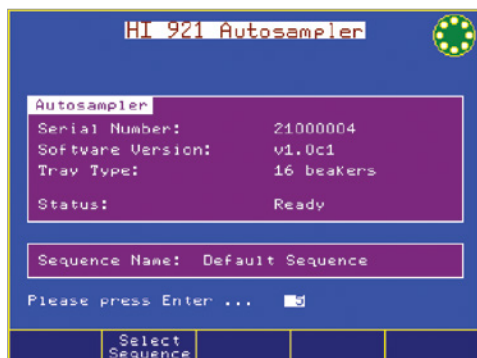 HI 921 Autosampler
Autosampler
Serial Number: 21000004
Software Version: v1.0c1
Tray Type: 16 beakers
Status: Ready
Sequence Name: Default Sequence
Please press Enter ... 5
Select
Sequence